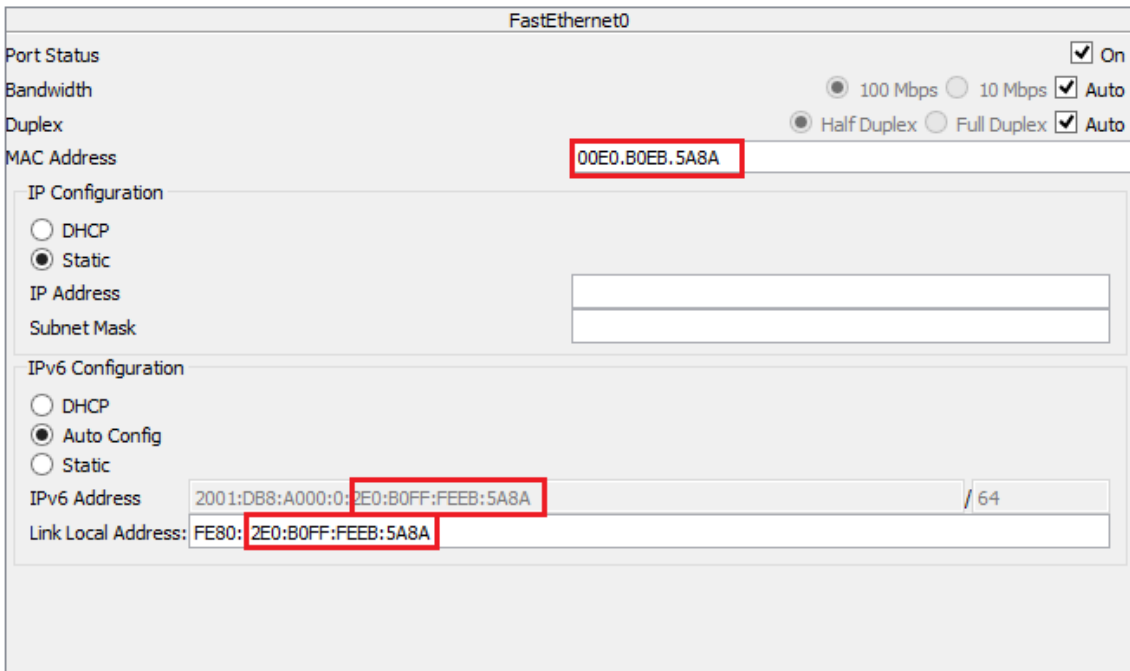 FastEthernet0
Port Status On
Bandwidth 100 Mbps 10 Mbps Auto
Duplex Half Duplex Full Duplex Auto
MAC Address 00E0.B0EB.5A8A
IP Configuration
DHCP
Static
IP Address
Subnet Mask
IPv6 Configuration
DHCP
Auto Config
Static
IPv6 Address 2001:DB8:A000:0:2E0:B0FF:FEEB:5A8A / 64
Link Local Address: FE80::2E0:B0FF:FEEB:5A8A